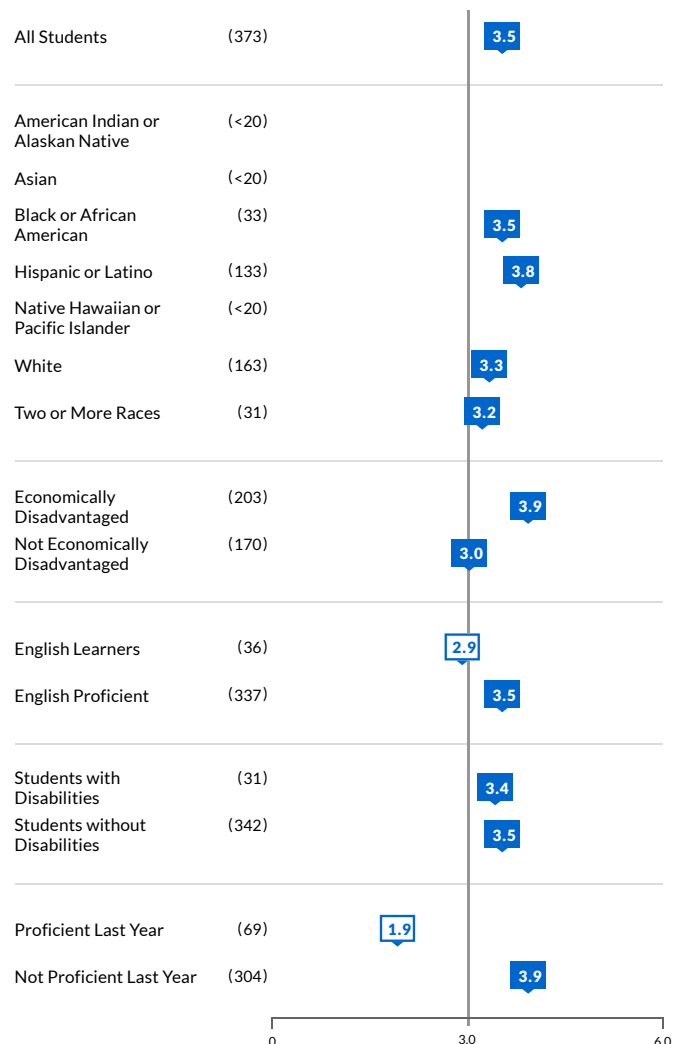 All Students (373) 3.5
American Indian or (<20)
Alaskan Native
Asian (<20)
Black or African (33) 3.5
American
Hispanic or Latino (133) 3.8
Native Hawaiian or (<20)
Pacific Islander
White (163) 3.3
Two or More Races (31) 3.2
Economically (203) 3.9
Disadvantaged
Not Economically (170) 3.0
Disadvantaged
English Learners (36) 2.9
English Proficient (337) 3.5
Students with (31) 3.4
Disabilities
Students without (342) 3.5
Disabilities
Proficient Last Year (69) 1.9
Not Proficient Last Year (304) 3.9
0 3.0 6.0